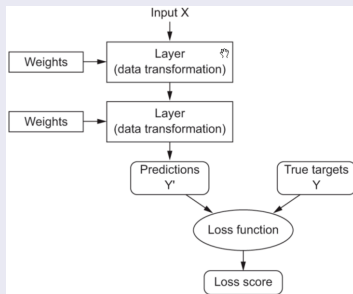 Input X
Layer
(data transformation)
Weights
Layer
(data transformation)
Weights
Predictions
Y'
True targets
Y
Loss function
Loss score